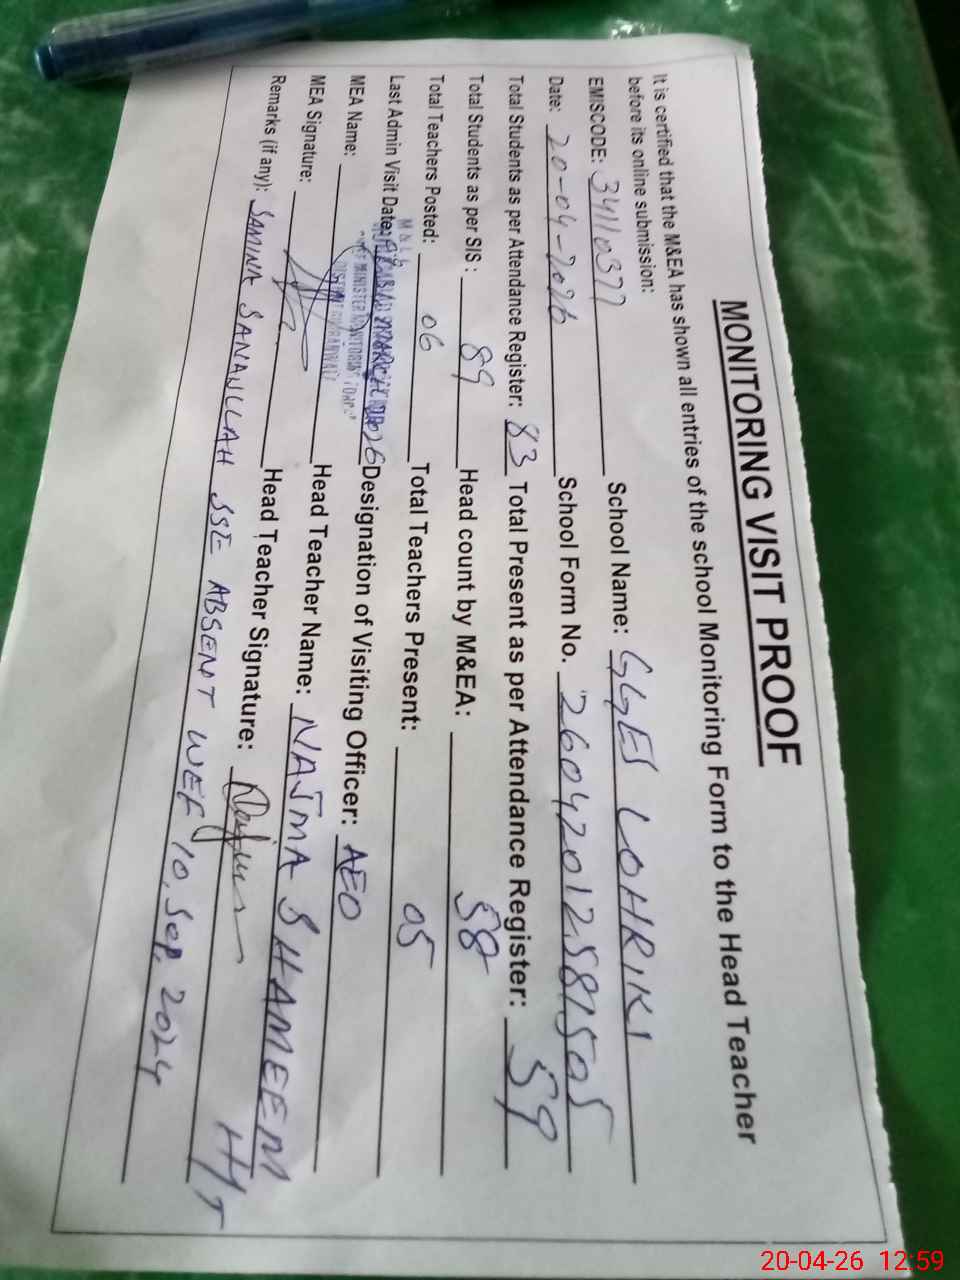 MONITORING VISIT PROOF
It is certified that the M&EA has shown all entries of the school Monitoring Form to the Head Teacher
before its online submission:
EMISCODE: 34110377 School Name: GGES LOHRIKI
Date: 20-04-2026 School Form No. 26042012581505
Total Students as per Attendance Register: 83 Total Present as per Attendance Register: 59
Total Students as per SIS : 89 Head count by M&EA: 58
Total Teachers Posted: 06 Total Teachers Present: 05
Last Admin Visit Date: MARCH 2026 Designation of Visiting Officer: AEO
MEA Name: Head Teacher Name: NAJMA SHAMEEM
MEA Signature: Head Teacher Signature: HT
Remarks (if any): SAMINA SANAULLAH SSE ABSENT WEF 10, Sep, 2024
20-04-26 12:59